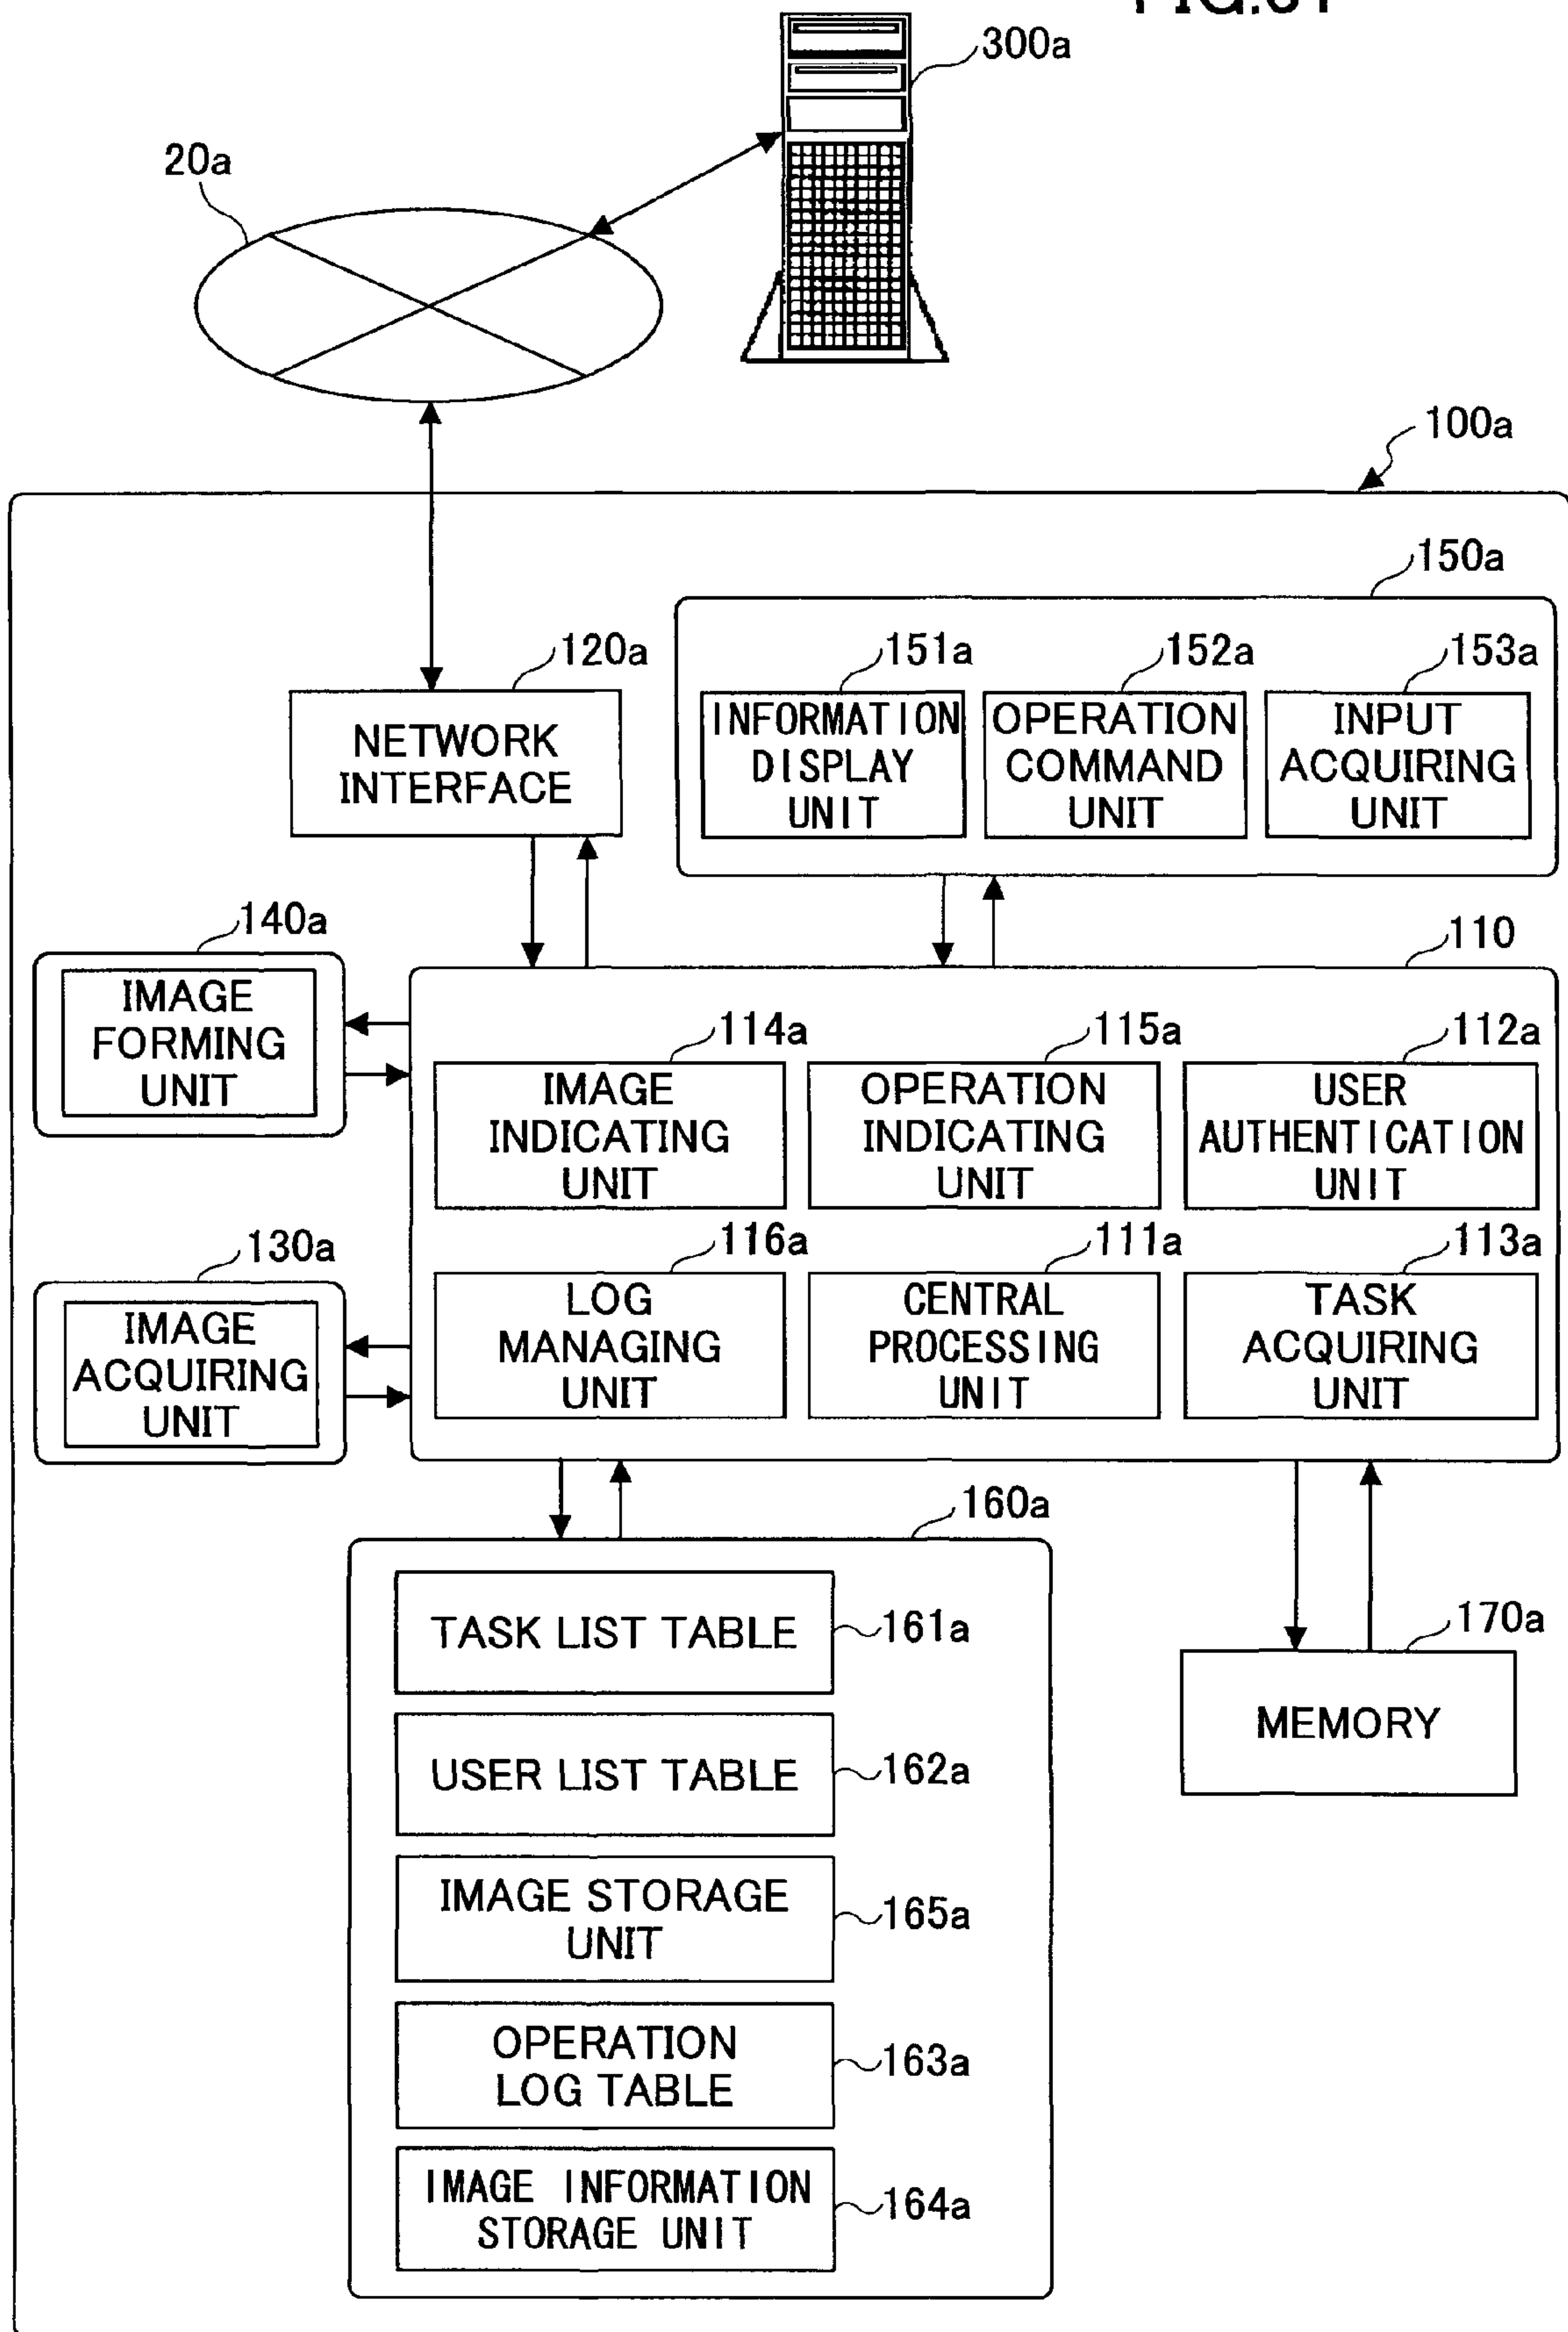 300a
20a
100a
150a
120a
151a
152a
153a
NETWORK
INTERFACE
INFORMATION
DISPLAY
UNIT
OPERATION
COMMAND
UNIT
INPUT
ACQUIRING
UNIT
140a
110
IMAGE
FORMING
UNIT
114a
115a
112a
IMAGE
INDICATING
UNIT
OPERATION
INDICATING
UNIT
USER
AUTHENTICATION
UNIT
130a
116a
111a
113a
IMAGE
ACQUIRING
UNIT
LOG
MANAGING
UNIT
CENTRAL
PROCESSING
UNIT
TASK
ACQUIRING
UNIT
160a
TASK LIST TABLE
161a
170a
MEMORY
USER LIST TABLE
162a
IMAGE STORAGE
UNIT
165a
OPERATION
LOG TABLE
163a
IMAGE INFORMATION
STORAGE UNIT
164a